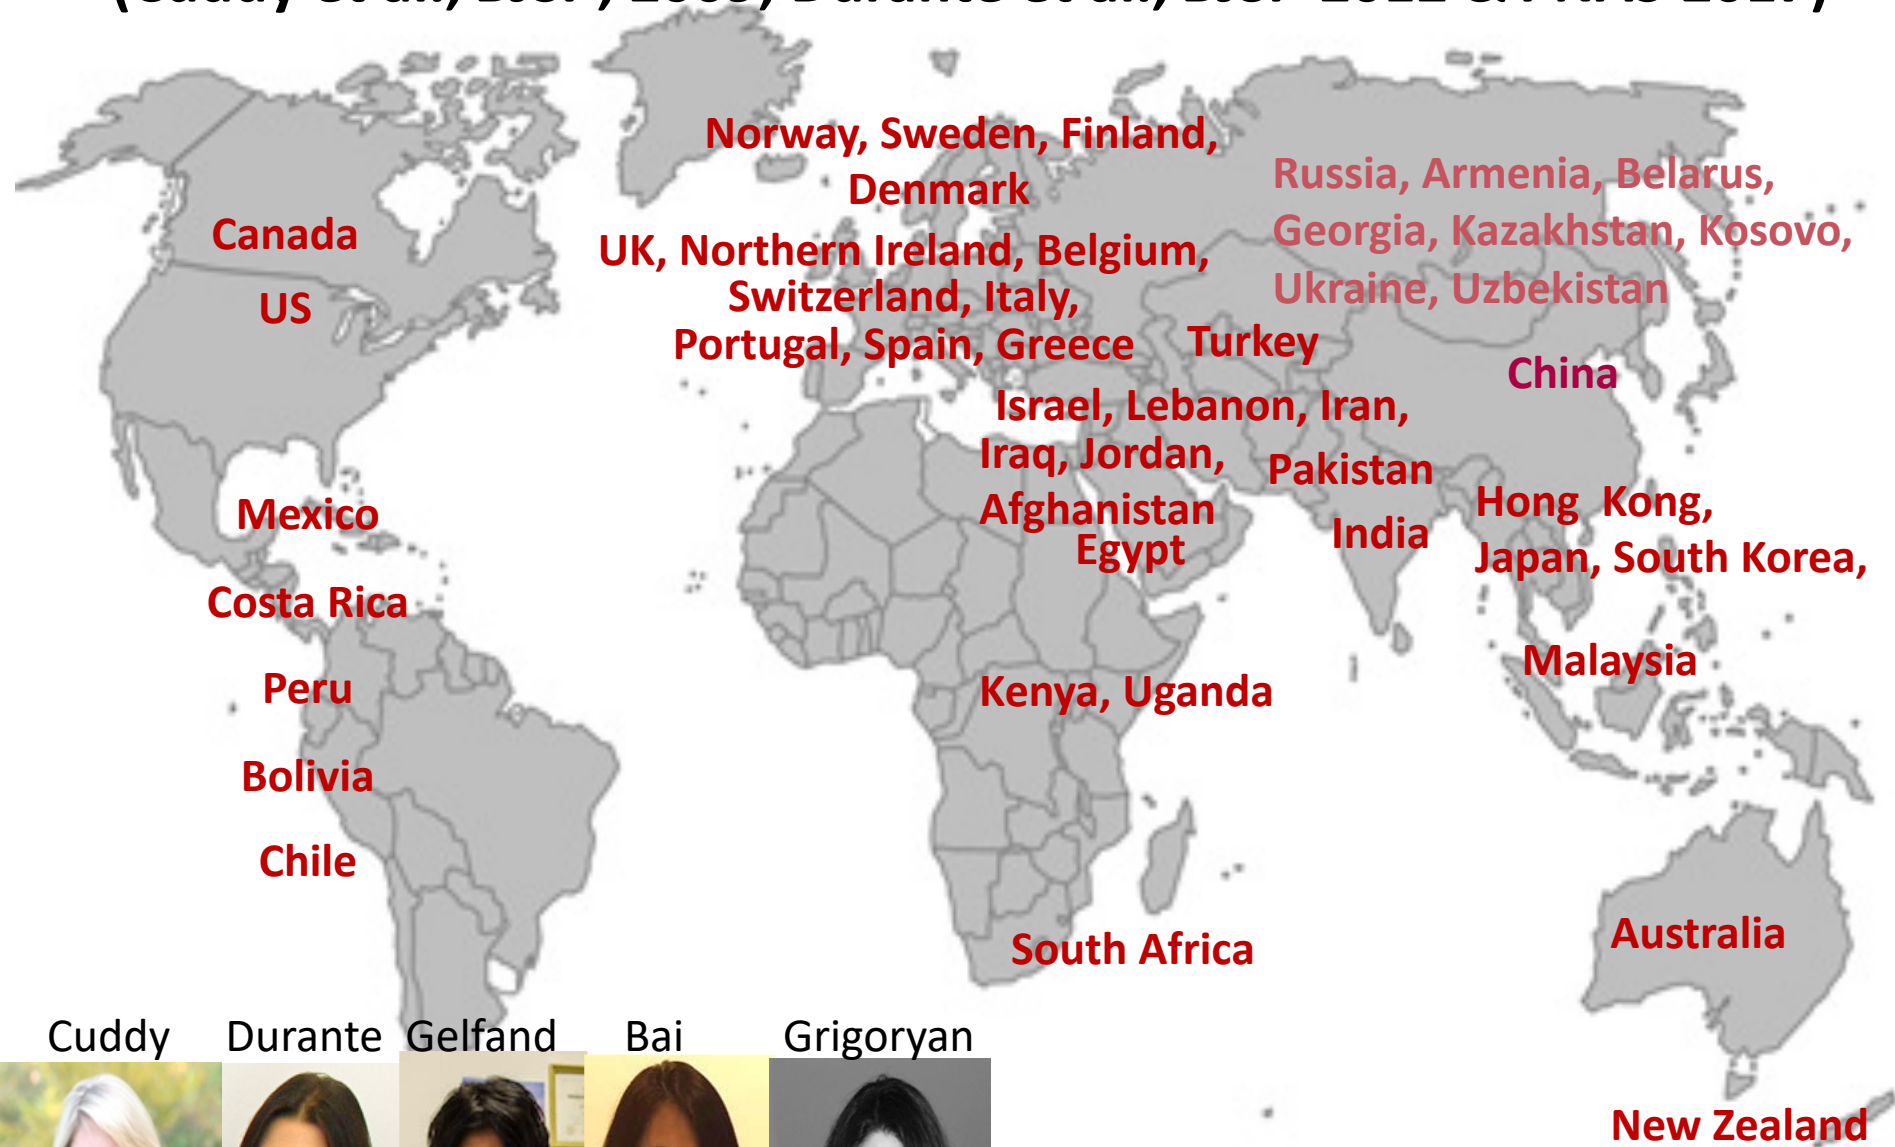 Norway, Sweden, Finland,
Denmark
Russia, Armenia, Belarus,
Georgia, Kazakhstan, Kosovo,
Ukraine, Uzbekistan
Canada
US
UK, Northern Ireland, Belgium,
Switzerland, Italy,
Portugal, Spain, Greece
Turkey
China
Israel, Lebanon, Iran,
Iraq, Jordan,
Afghanistan
Egypt
Pakistan
India
Hong Kong,
Japan, South Korea,
Mexico
Costa Rica
Peru
Bolivia
Chile
Kenya, Uganda
Malaysia
South Africa
Australia
New Zealand
Cuddy Durante Gelfand Bai Grigoryan